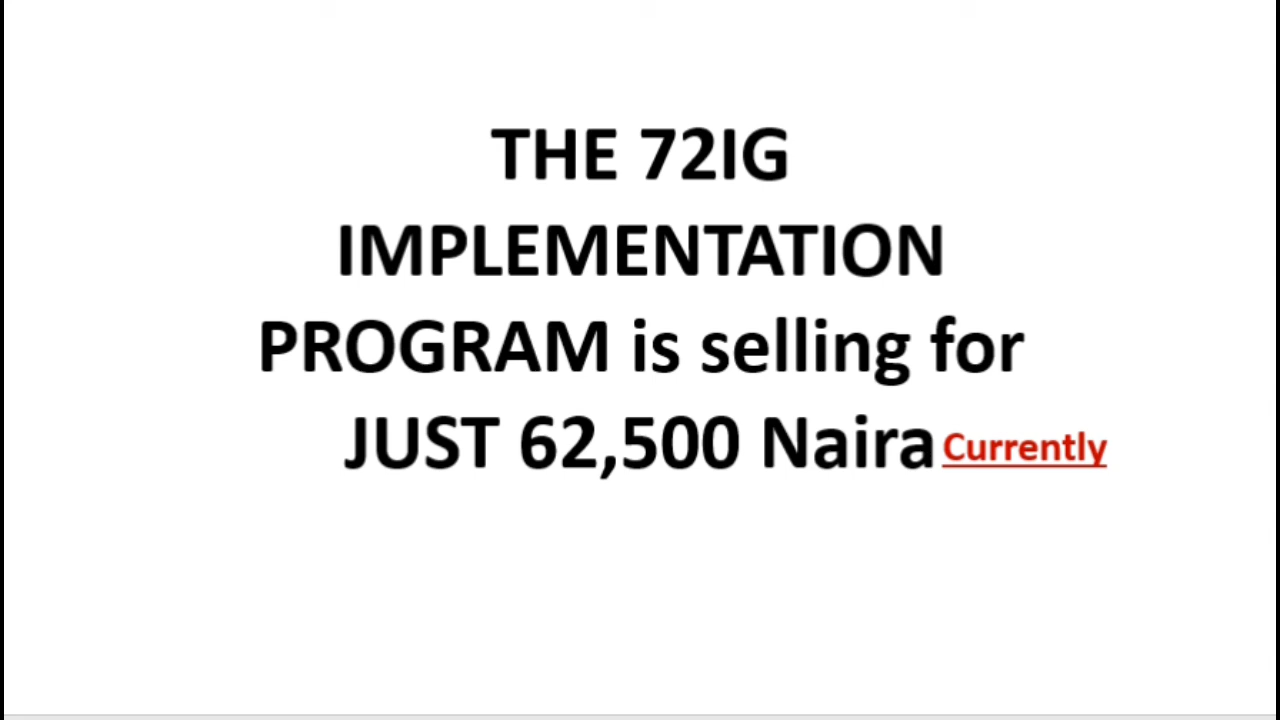 THE 72IG
IMPLEMENTATION
PROGRAM is selling for
JUST 62,500 Naira Currently